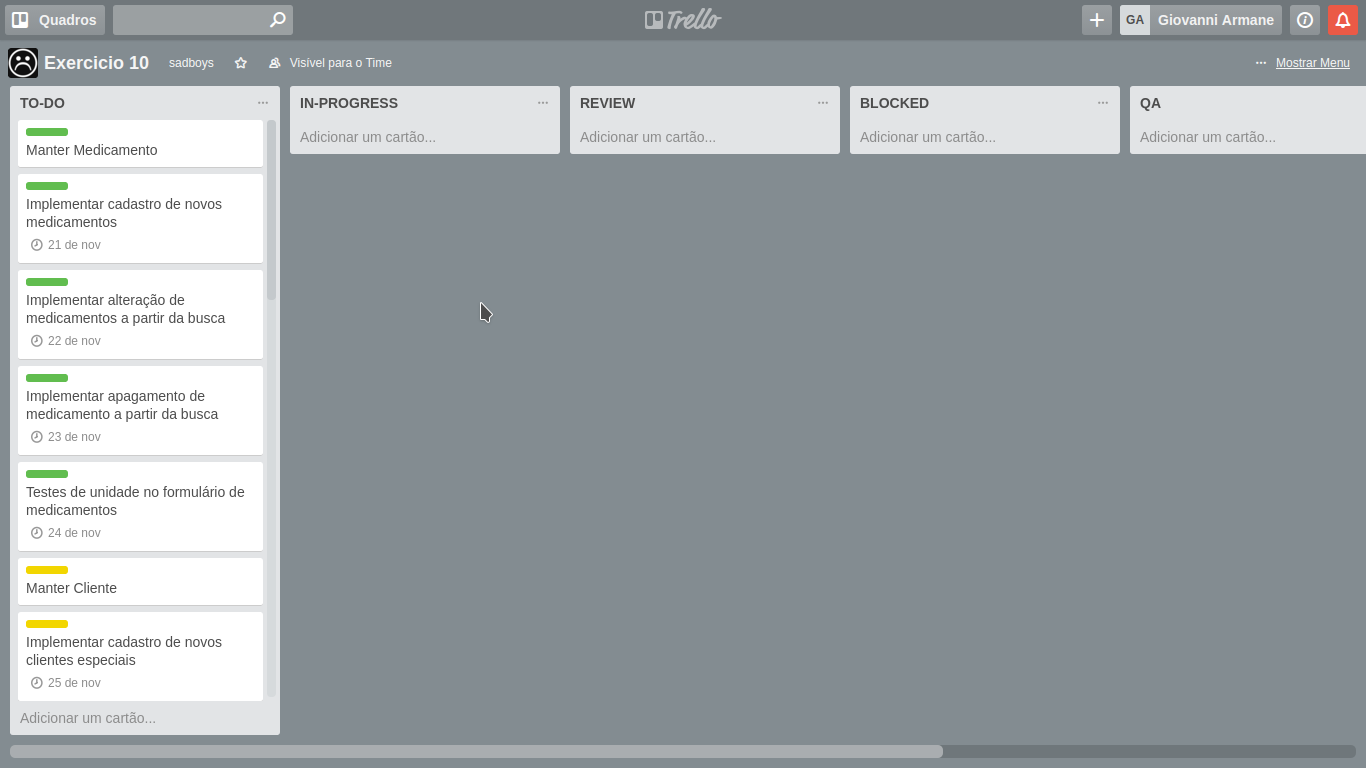 Quadros
Trello
GA Giovanni Armane
Exercicio 10 sadboys Visível para o Time
... Mostrar Menu
TO-DO ...
Manter Medicamento
Implementar cadastro de novos
medicamentos
21 de nov
Implementar alteração de
medicamentos a partir da busca
22 de nov
Implementar apagamento de
medicamento a partir da busca
23 de nov
Testes de unidade no formulário de
medicamentos
24 de nov
Manter Cliente
Implementar cadastro de novos
clientes especiais
25 de nov
Adicionar um cartão...
IN-PROGRESS ...
Adicionar um cartão...
REVIEW ...
Adicionar um cartão...
BLOCKED ...
Adicionar um cartão...
QA
Adicionar um cartão...